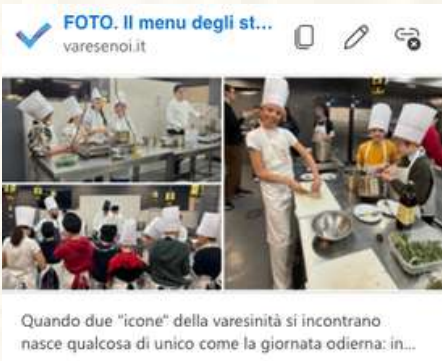 FOTO. Il menu degli st...
varesenoi.it
Quando due "icone" della varesinità si incontrano
nasce qualcosa di unico come la giornata odierna: in...